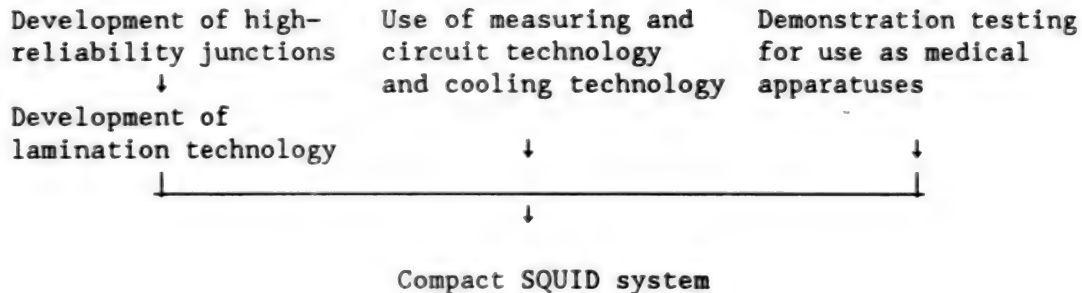 Development of high-
reliability junctions
↓
Development of
lamination technology
Use of measuring and
circuit technology
and cooling technology
↓
Demonstration testing
for use as medical
apparatuses
↓
↓
Compact SQUID system